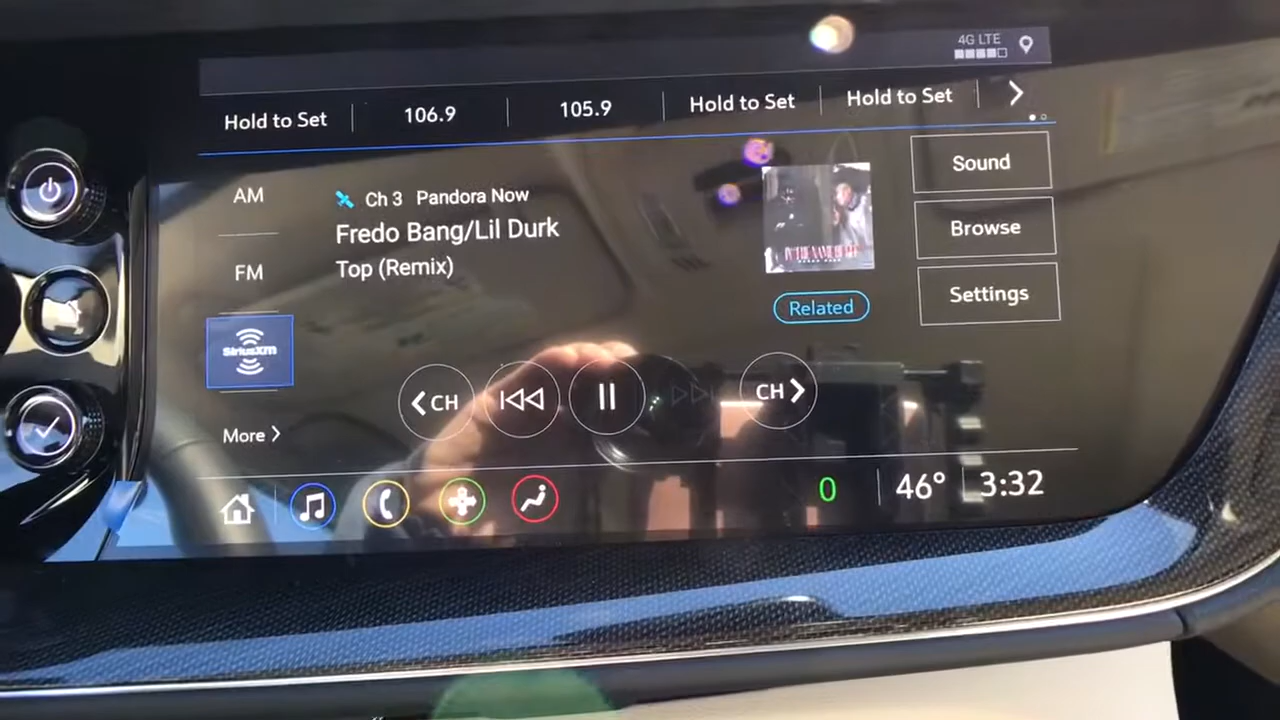 4G LTE
Hold to Set
106.9
105.9
Hold to Set
Hold to Set
AM
FM
SiriusXM
More
Ch 3 Pandora Now
Fredo Bang/Lil Durk
Top (Remix)
Related
Sound
Browse
Settings
CH
CH
0
46°
3:32